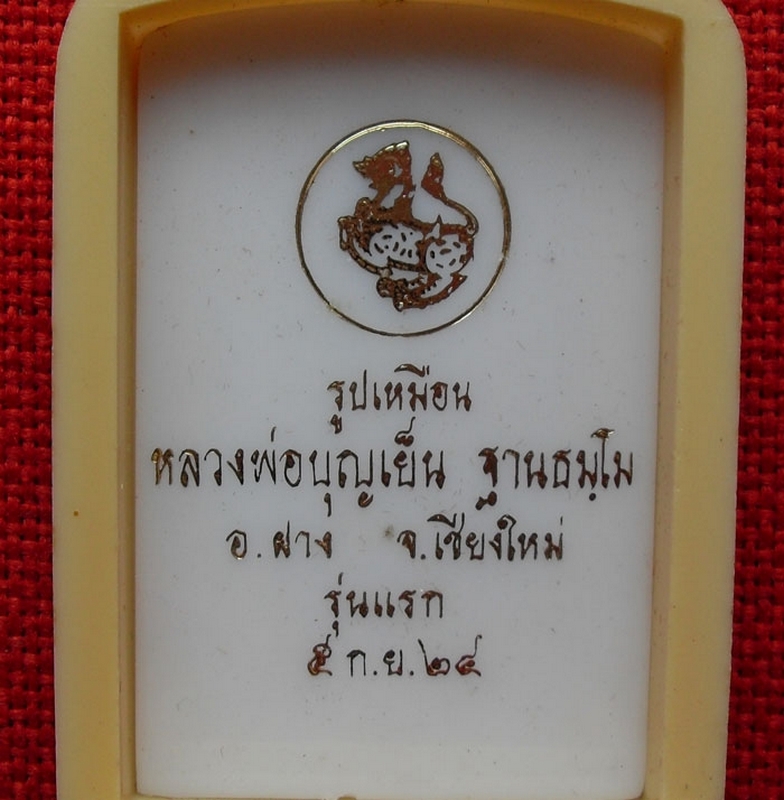 รูปเหมือน
หลวงพ่อบุญเย็น ฐานธมฺโม
อ.ฝาง จ.เชียงใหม่
รุ่นแรก
๕ ก.ย.๒๔